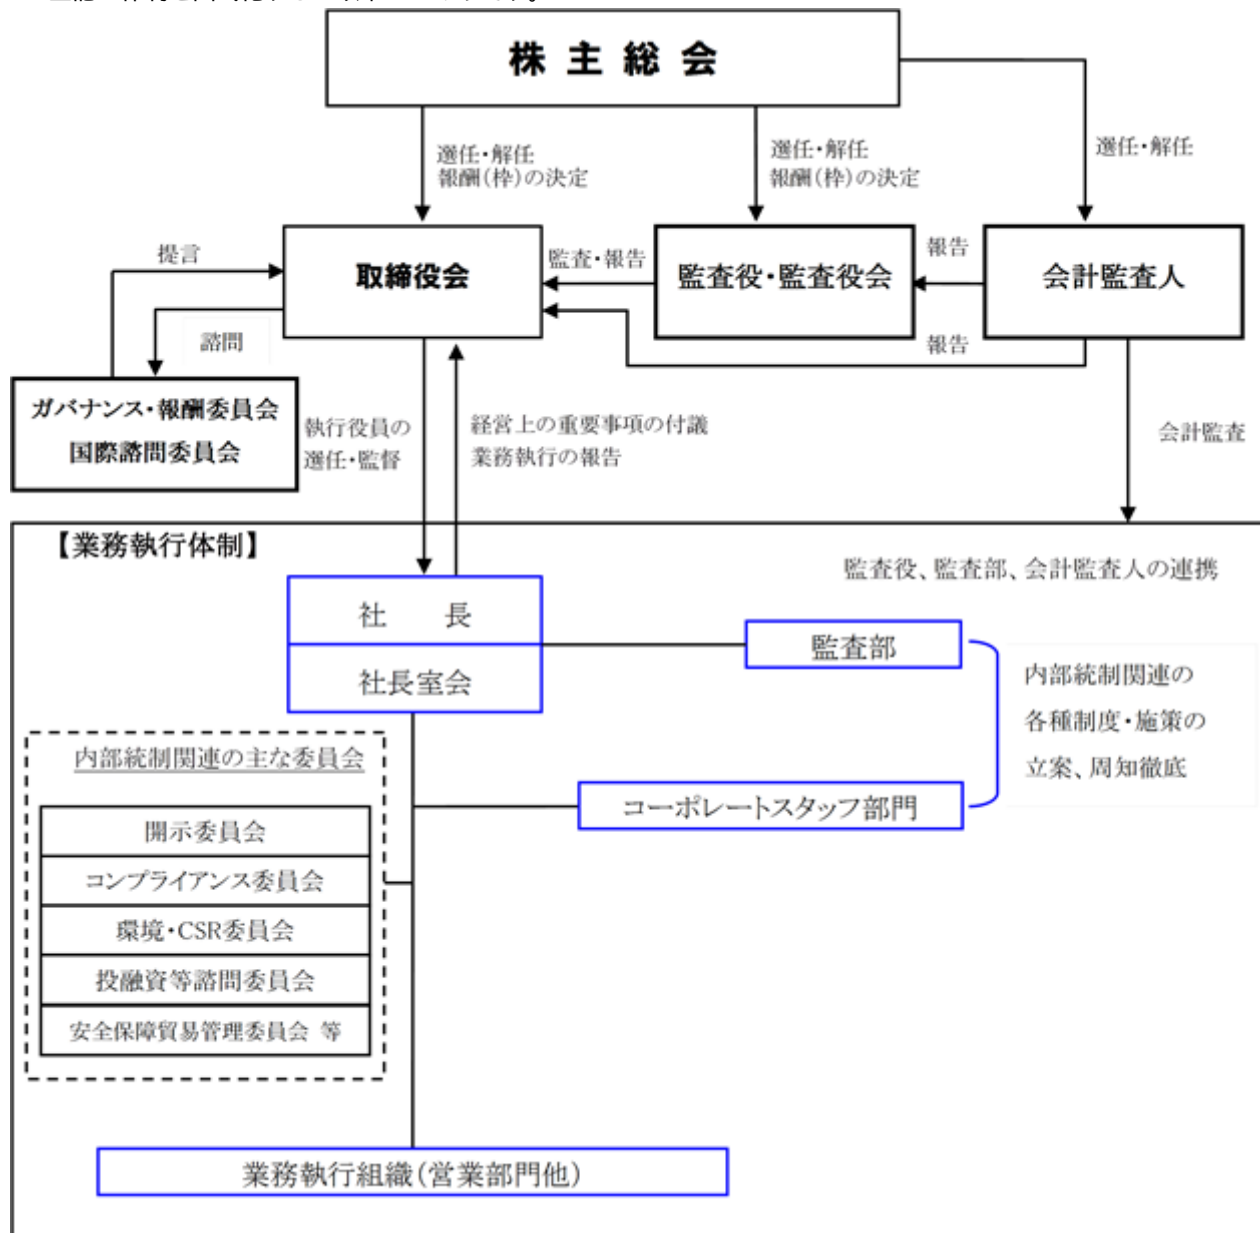 株主総会
選任・解任
報酬(枠)の決定
選任・解任
報酬(枠)の決定
選任・解任
提言
取締役会
監査・報告
監査役・監査役会
報告
会計監査人
諮問
報告
ガバナンス・報酬委員会
国際諮問委員会
執行役員の
選任・監督
経営上の重要事項の付議
業務執行の報告
会計監査
【業務執行体制】
監査役、監査部、会計監査人の連携
社 長
社長室会
監査部
内部統制関連の
各種制度・施策の
立案、周知徹底
コーポレートスタッフ部門
内部統制関連の主な委員会
開示委員会
コンプライアンス委員会
環境・CSR委員会
投融資等諮問委員会
安全保障貿易管理委員会 等
業務執行組織(営業部門他)